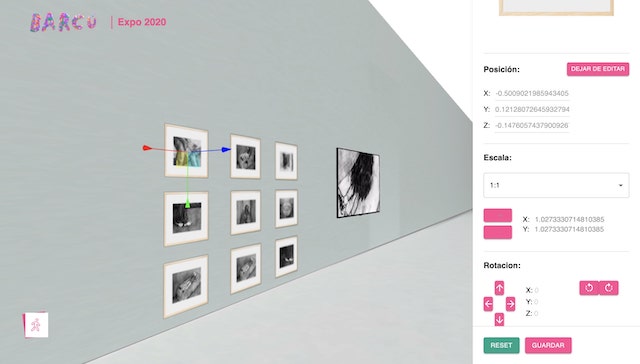 BARCU
Expo 2020
Posición:
DEJAR DE EDITAR
X: -0.5009021985943405
Y: 0.12128072645932794
Z: -0.1476057437900926
Escala:
1:1
X: 1.0273330714810385
Y: 1.0273330714810385
Rotacion:
X: 0
Y: 0
Z: 0
RESET
GUARDAR